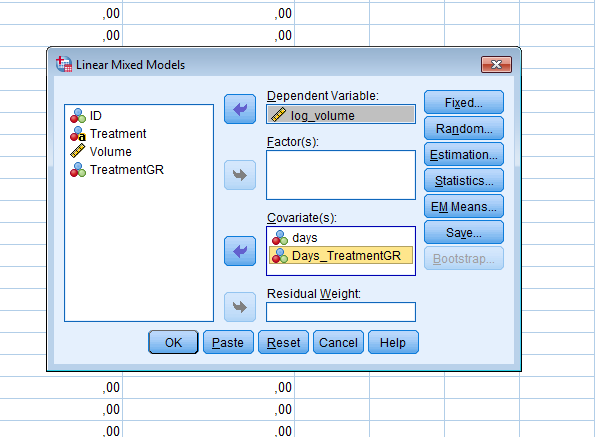 ,00 ,00
,00 ,00
Linear Mixed Models
ID
Treatment
Volume
TreatmentGR
Dependent Variable:
log_volume
Factor(s):
Covariate(s):
days
Days_TreatmentGR
Residual Weight:
Fixed...
Random...
Estimation...
Statistics...
EM Means...
Save...
Bootstrap...
OK Paste Reset Cancel Help
,00 ,00
,00 ,00
,00 ,00